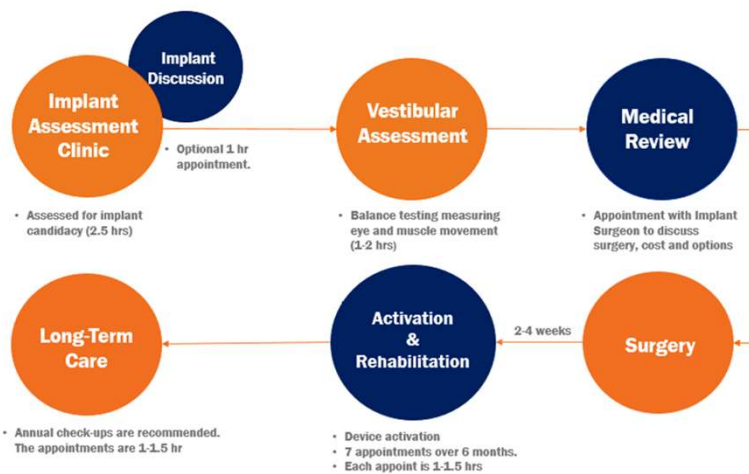 Implant
Discussion
Implant
Assessment
Clinic
• Optional 1 hr
appointment.
• Assessed for implant
candidacy (2.5 hrs)
Vestibular
Assessment
• Balance testing measuring
eye and muscle movement
(1-2 hrs)
Medical
Review
• Appointment with Implant
Surgeon to discuss
surgery, cost and options
Surgery
2-4 weeks
Activation
&
Rehabilitation
• Device activation
• 7 appointments over 6 months.
• Each appoint is 1-1.5 hrs
Long-Term
Care
• Annual check-ups are recommended.
The appointments are 1-1.5 hr